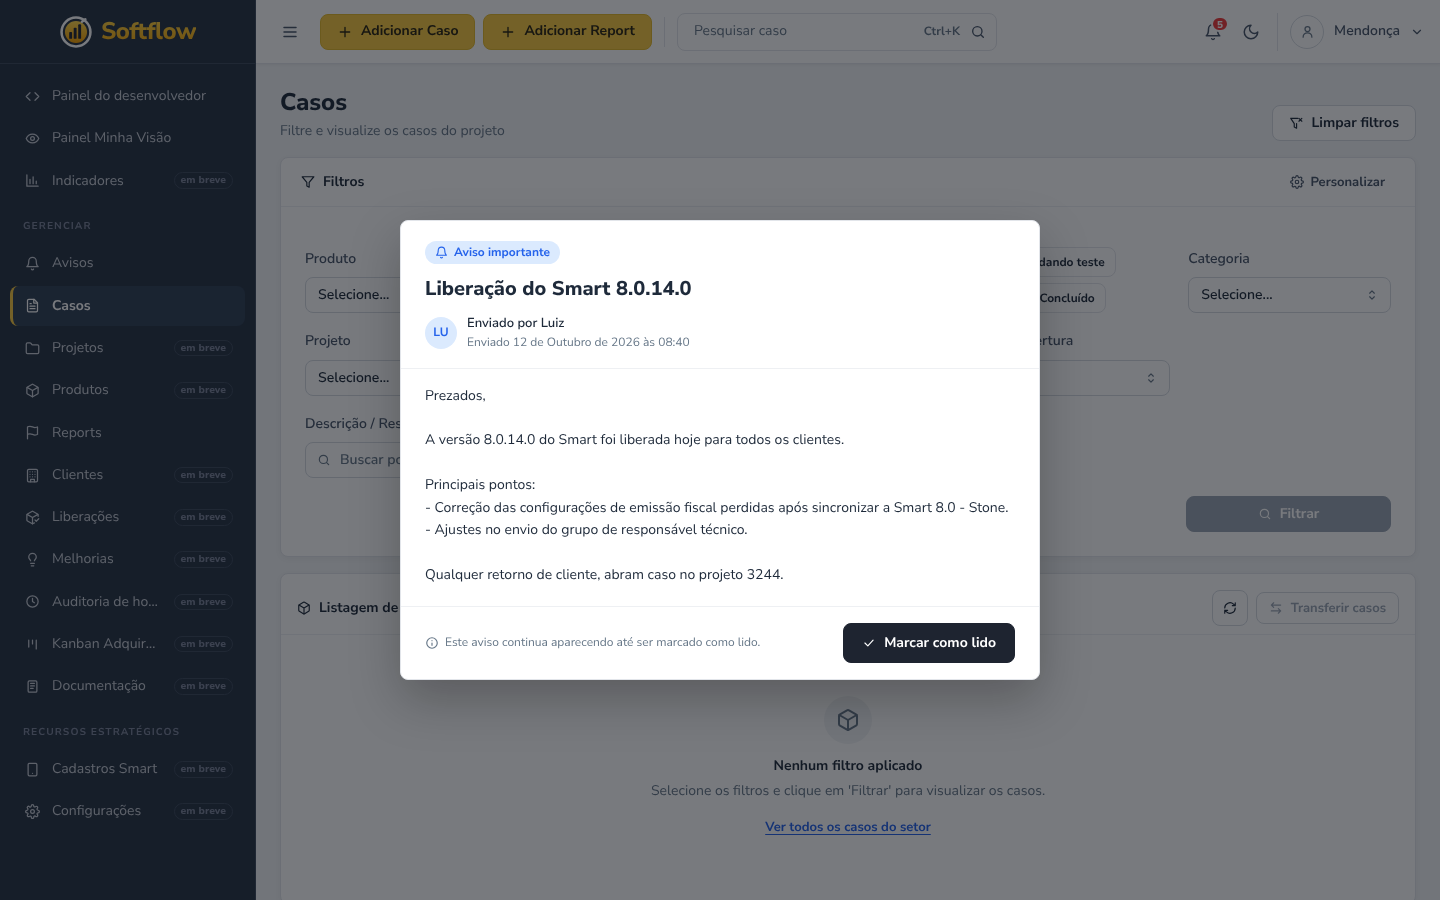 Softflow
Adicionar Caso
Adicionar Report
Pesquisar caso
Ctrl+K
5
Mendonça
Painel do desenvolvedor
Painel Minha Visão
Indicadores
em breve
GERENCIAR
Avisos
Casos
Projetos
em breve
Produtos
em breve
Reports
Clientes
em breve
Liberações
em breve
Melhorias
em breve
Auditoria de ho...
em breve
Kanban Adquir...
em breve
Documentação
em breve
RECURSOS ESTRATÉGICOS
Cadastros Smart
em breve
Configurações
em breve
Casos
Filtre e visualize os casos do projeto
Limpar filtros
Filtros
Personalizar
Produto
Selecione...
dando teste
Concluído
Categoria
Selecione...
Projeto
Selecione...
ertura
Descrição / Res
Buscar po
Filtrar
Aviso importante
Liberação do Smart 8.0.14.0
LU
Enviado por Luiz
Enviado 12 de Outubro de 2026 às 08:40
Prezados,
A versão 8.0.14.0 do Smart foi liberada hoje para todos os clientes.
Principais pontos:
- Correção das configurações de emissão fiscal perdidas após sincronizar a Smart 8.0 - Stone.
- Ajustes no envio do grupo de responsável técnico.
Qualquer retorno de cliente, abram caso no projeto 3244.
Este aviso continua aparecendo até ser marcado como lido.
Marcar como lido
Listagem de
Transferir casos
Nenhum filtro aplicado
Selecione os filtros e clique em 'Filtrar' para visualizar os casos.
Ver todos os casos do setor